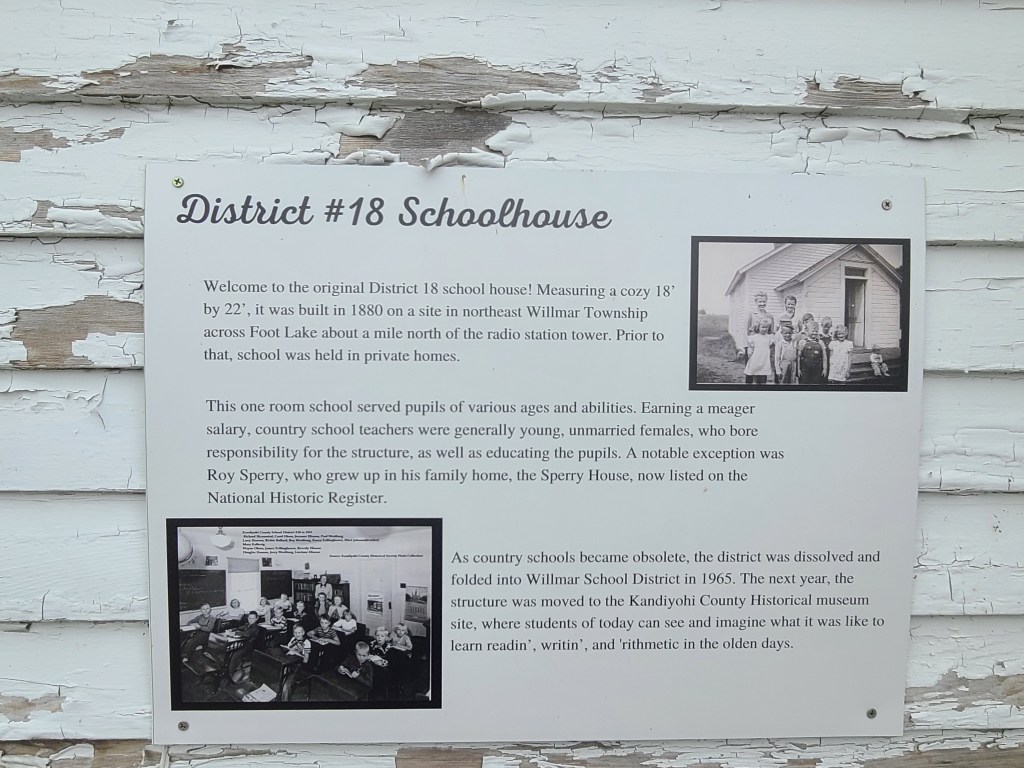 District #18 Schoolhouse
Welcome to the original District 18 school house! Measuring a cozy 18’
by 22’, it was built in 1880 on a site in northeast Willmar Township
across Foot Lake about a mile north of the radio station tower. Prior to
that, school was held in private homes.
This one room school served pupils of various ages and abilities. Earning a meager
salary, country school teachers were generally young, unmarried females, who bore
responsibility for the structure, as well as educating the pupils. A notable exception was
Roy Sperry, who grew up in his family home, the Sperry House, now listed on the
National Historic Register.
Kandiyohi County School District #18
As country schools became obsolete, the district was dissolved and
folded into Willmar School District in 1965. The next year, the
structure was moved to the Kandiyohi County Historical museum
site, where students of today can see and imagine what it was like to
learn readin’, writin’, and 'rithmetic in the olden days.